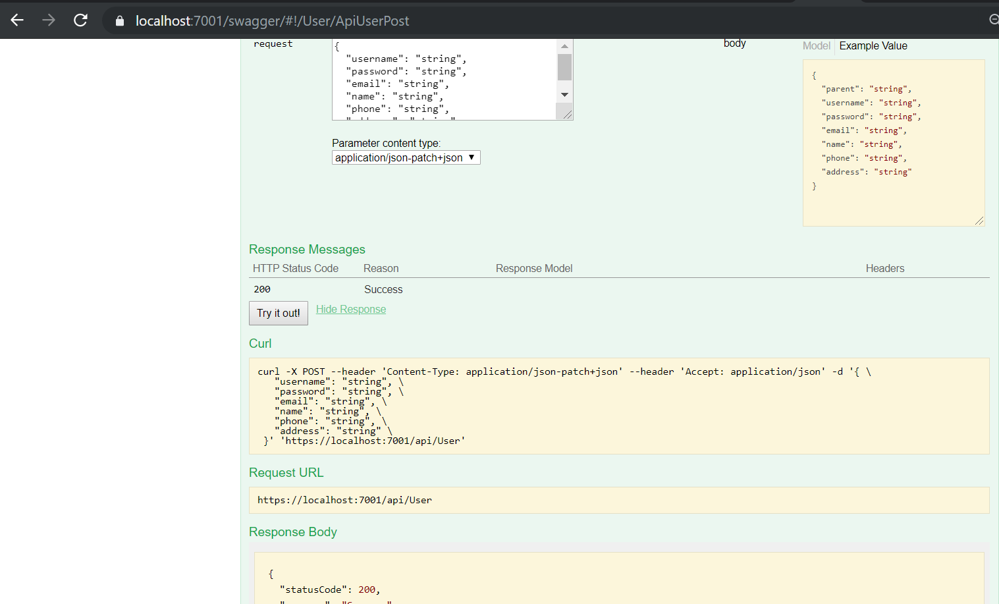 localhost:7001/swagger/#!/User/ApiUserPost
request
{
"username": "string",
"password": "string",
"email": "string",
"name": "string",
"phone": "string",
body
Model Example Value
{
"parent": "string",
"username": "string",
"password": "string",
"email": "string",
"name": "string",
"phone": "string",
"address": "string"
}
Parameter content type:
application/json-patch+json
Response Messages
HTTP Status Code Reason Response Model Headers
200 Success
Try it out! Hide Response
Curl
curl -X POST --header 'Content-Type: application/json-patch+json' --header 'Accept: application/json' -d '{ \
"username": "string", \
"password": "string", \
"email": "string", \
"name": "string", \
"phone": "string", \
"address": "string" \
}' 'https://localhost:7001/api/User'
Request URL
https://localhost:7001/api/User
Response Body
{
"statusCode": 200,